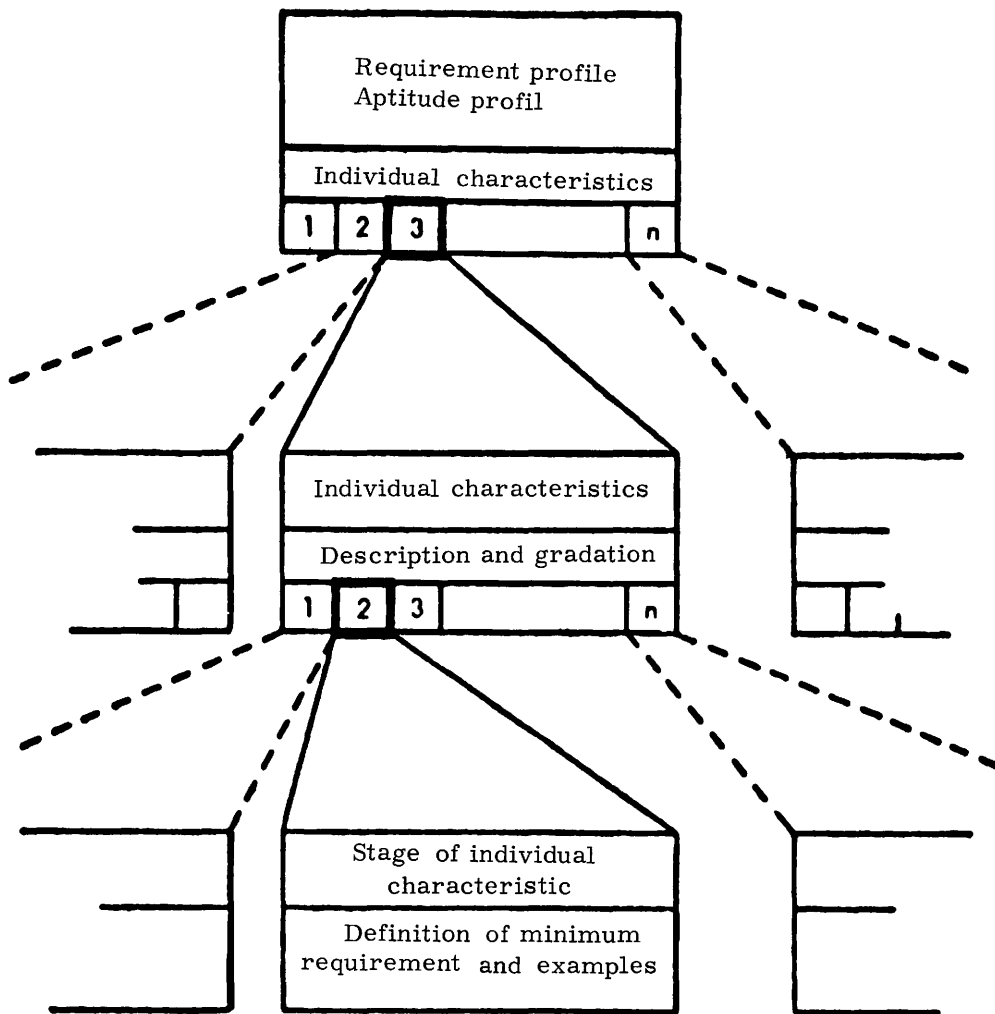 Requirement profile
Aptitude profil
Individual characteristics
1 2 3 n
Individual characteristics
Description and gradation
1 2 3 n
Stage of individual
characteristic
Definition of minimum
requirement and examples